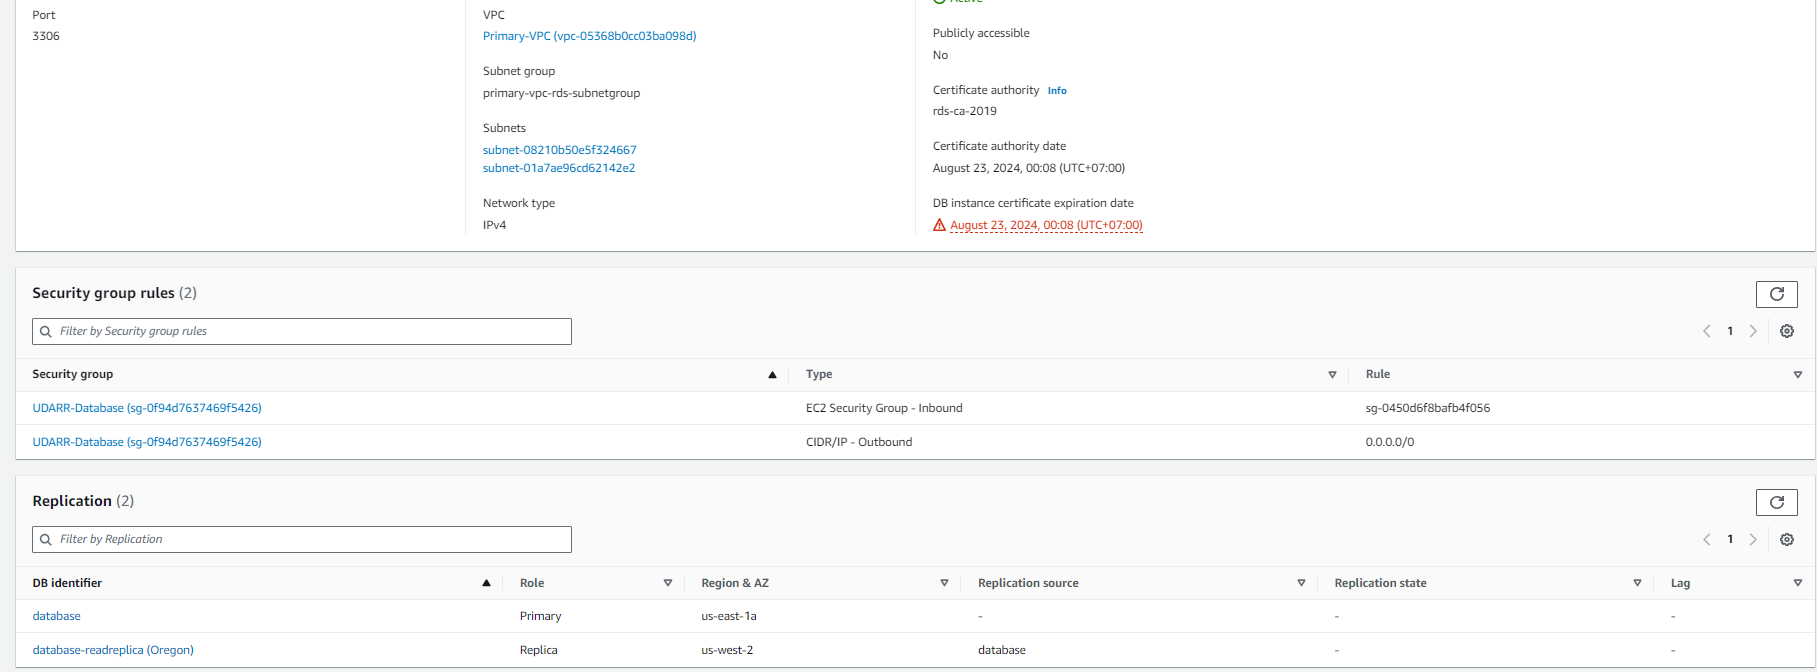 Active
Port
VPC
3306
Primary-VPC (vpc-05368b0cc03ba098d)
Publicly accessible
No
Subnet group
primary-vpc-rds-subnetgroup
Certificate authority Info
rds-ca-2019
Subnets
subnet-08210b50e5f324667
subnet-01a7ae96cd62142e2
Certificate authority date
August 23, 2024, 00:08 (UTC+07:00)
Network type
IPv4
DB instance certificate expiration date
August 23, 2024, 00:08 (UTC+07:00)
Security group rules (2)
Filter by Security group rules
1
Security group Type Rule
UDARR-Database (sg-0f94d7637469f5426) EC2 Security Group - Inbound sg-0450d6f8bafb4f056
UDARR-Database (sg-0f94d7637469f5426) CIDR/IP - Outbound 0.0.0.0/0
Replication (2)
Filter by Replication
1
DB identifier Role Region & AZ Replication source Replication state Lag
database Primary us-east-1a - - -
database-readreplica (Oregon) Replica us-west-2 database - -